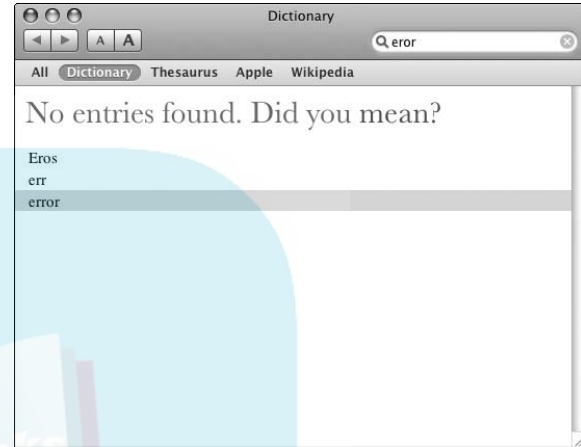 Dictionary
A A eror
All Dictionary Thesaurus Apple Wikipedia
No entries found. Did you mean?
Eros
err
error